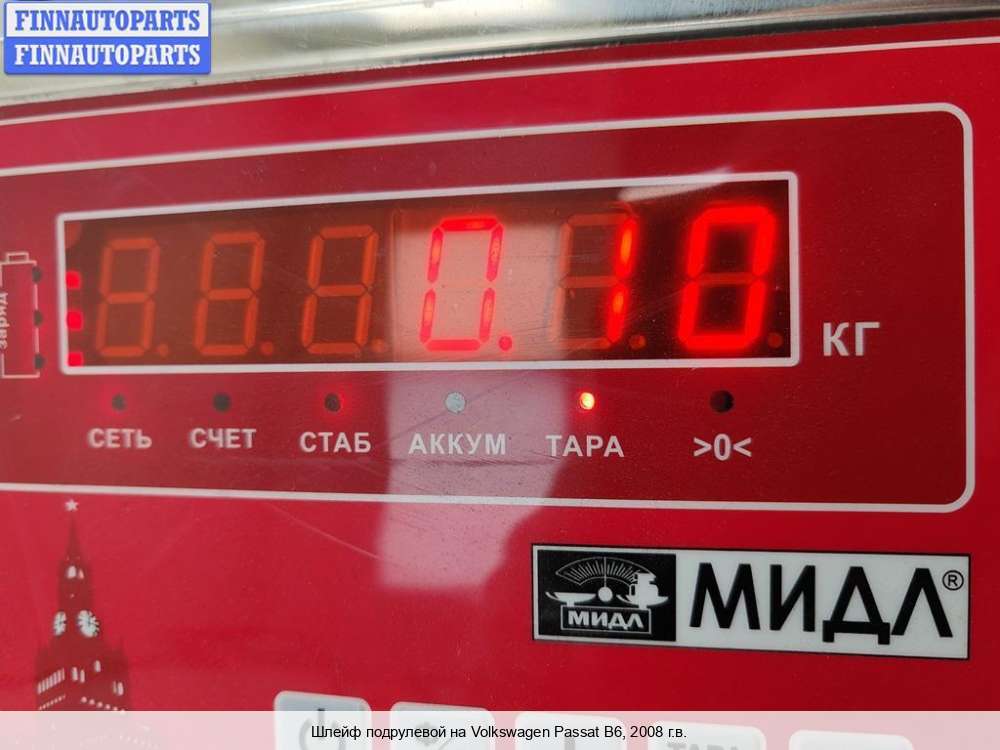 FINNAUTOPARTS
FINNAUTOPARTS
0.10
КГ
заряд
СЕТЬ СЧЕТ СТАБ АККУМ ТАРА >0<
МИДЛ
МИДЛ®
Шлейф подрулевой на Volkswagen Passat B6, 2008 г.в.